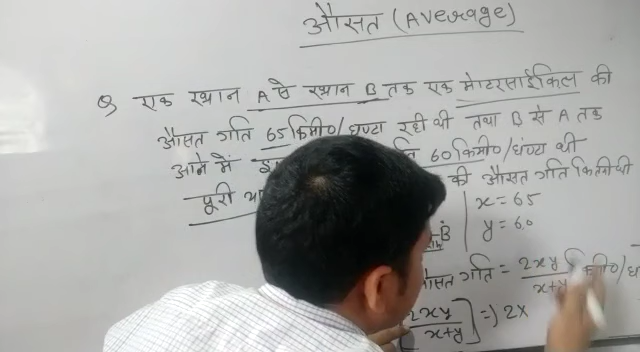 औसत (Average)
Q एक स्थान A से स्थान B तक एक मोटरसाईकिल की
औसत गति 65 किमी०/घण्टा रही थी तथा B से A तक
आने में 60 किमी०/घंण्टा थी
पूरी की औसत गति कितनी थी
x = 65
B
y = 60
औसत गति = 2xy/x+y किमी०/घ
[2xy/x+y] => 2x